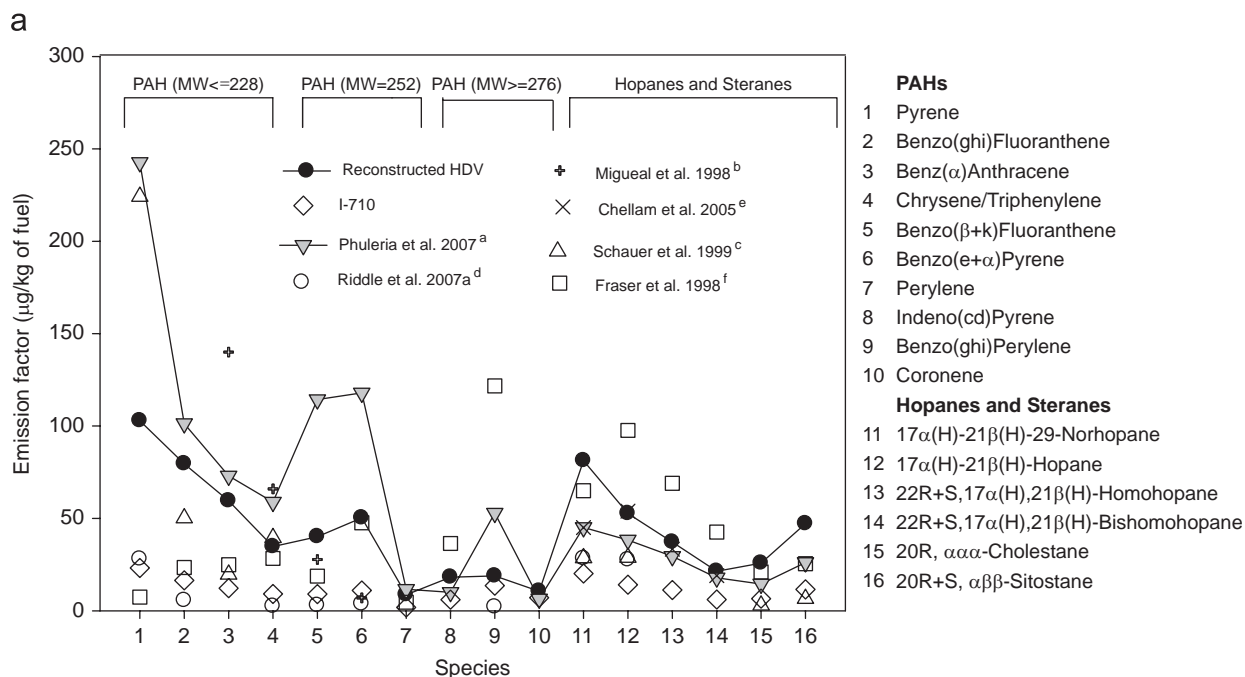 a
300
250
200
150
100
50
0
Emission factor (μg/kg of fuel)
PAH (MW<=228)
PAH (MW=252)
PAH (MW>=276)
Hopanes and Steranes
Reconstructed HDV
I-710
Phuleria et al. 2007 a
Riddle et al. 2007a d
Migueal et al. 1998 b
Chellam et al. 2005 e
Schauer et al. 1999 c
Fraser et al. 1998 f
1 2 3 4 5 6 7 8 9 10 11 12 13 14 15 16
Species
PAHs
1 Pyrene
2 Benzo(ghi)Fluoranthene
3 Benz(α)Anthracene
4 Chrysene/Triphenylene
5 Benzo(β+k)Fluoranthene
6 Benzo(e+α)Pyrene
7 Perylene
8 Indeno(cd)Pyrene
9 Benzo(ghi)Perylene
10 Coronene
Hopanes and Steranes
11 17α(H)-21β(H)-29-Norhopane
12 17α(H)-21β(H)-Hopane
13 22R+S,17α(H),21β(H)-Homohopane
14 22R+S,17α(H),21β(H)-Bishomohopane
15 20R, ααα-Cholestane
16 20R+S, αββ-Sitostane